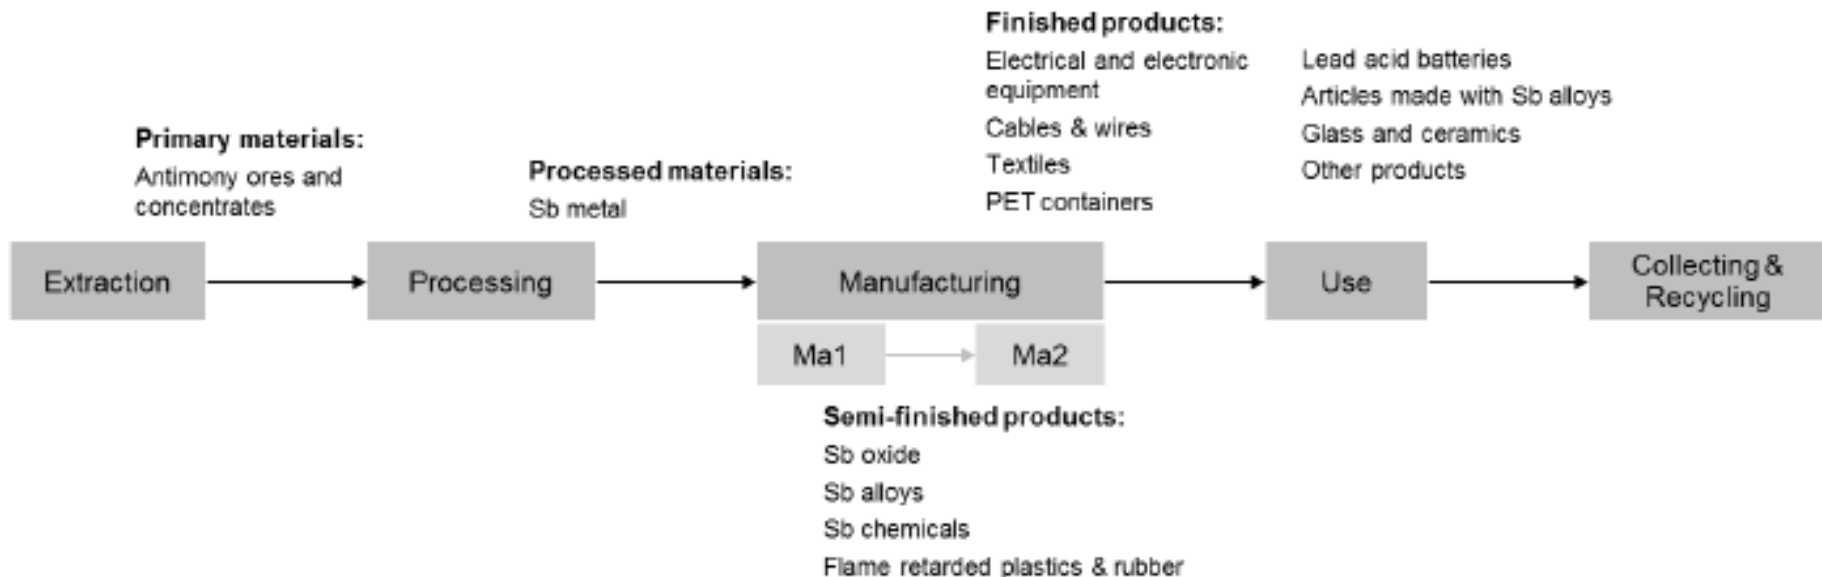 Finished products:
Electrical and electronic
equipment
Cables & wires
Textiles
PET containers
Lead acid batteries
Articles made with Sb alloys
Glass and ceramics
Other products
Primary materials:
Antimony ores and
concentrates
Processed materials:
Sb metal
Extraction
Processing
Manufacturing
Use
Collecting &
Recycling
Ma1
Ma2
Semi-finished products:
Sb oxide
Sb alloys
Sb chemicals
Flame retarded plastics & rubber